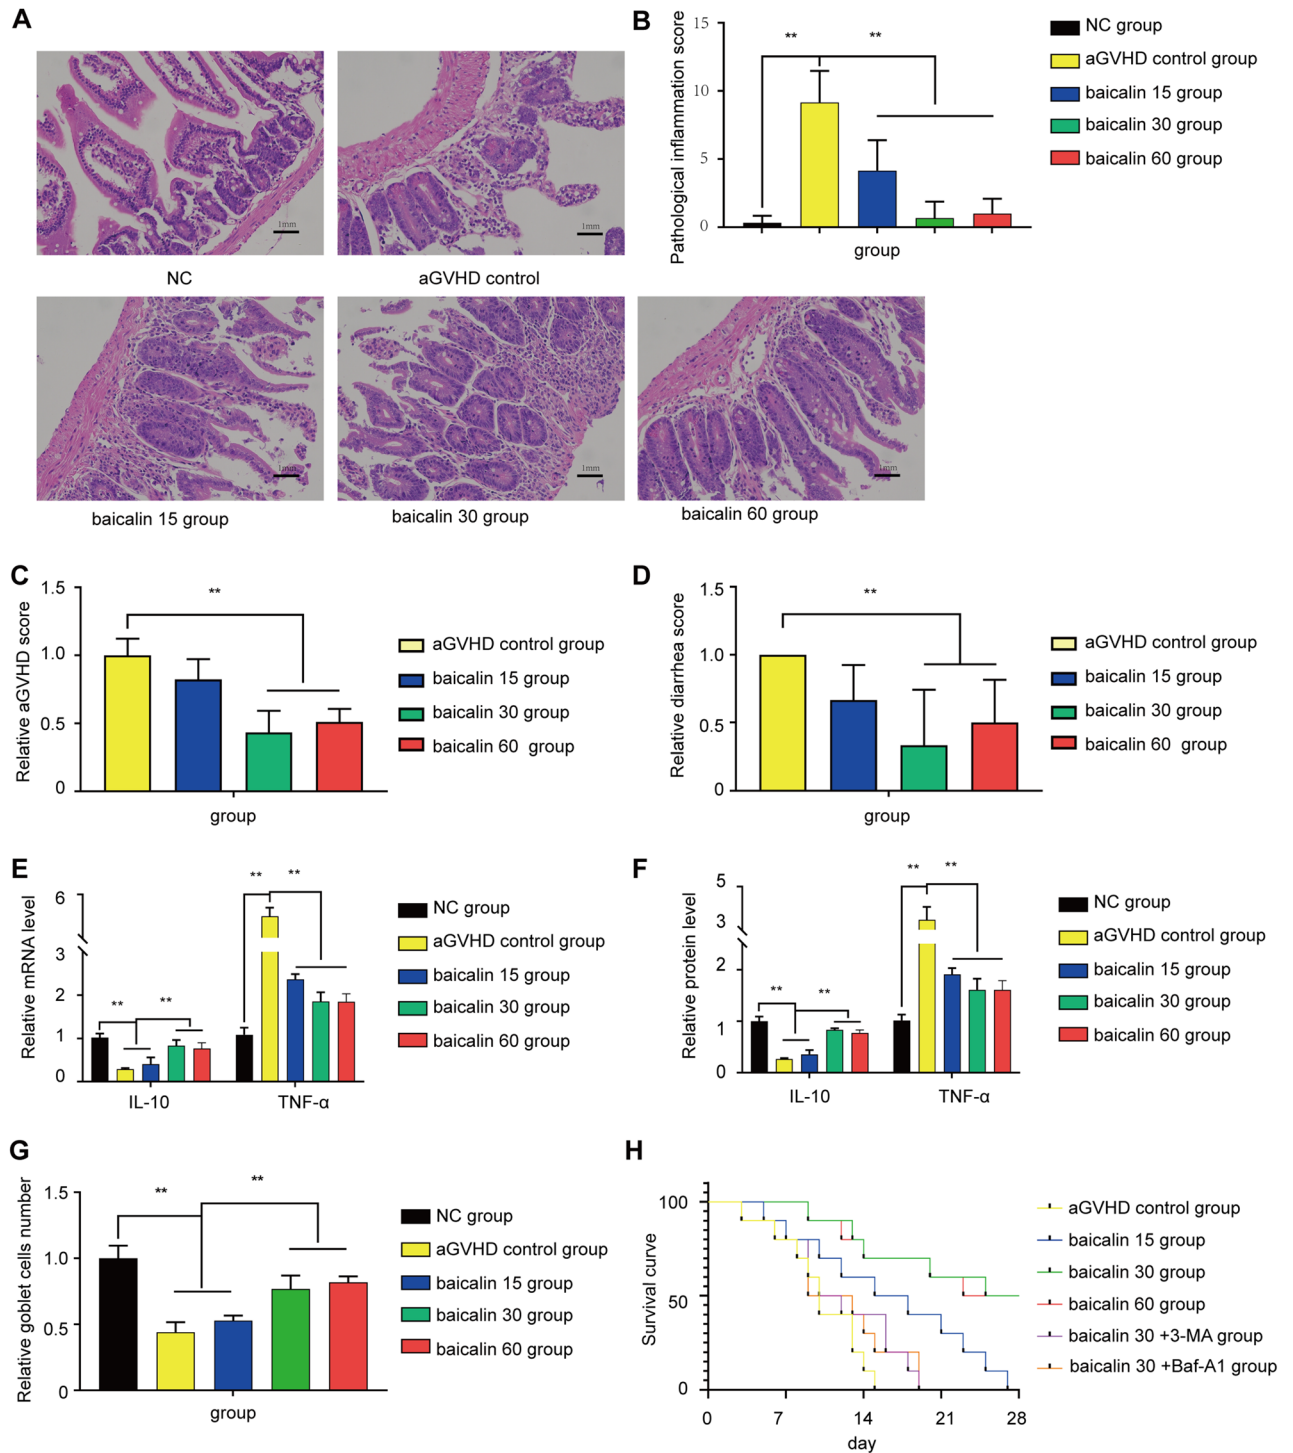 A
1mm
1mm
NC
aGVHD control
1mm
1mm
1mm
baicalin 15 group
baicalin 30 group
baicalin 60 group
B
Pathological inflammation score
15
10
5
0
**
**
group
NC group
aGVHD control group
baicalin 15 group
baicalin 30 group
baicalin 60 group
C
Relative aGVHD score
1.5
1.0
0.5
0
**
group
aGVHD control group
baicalin 15 group
baicalin 30 group
baicalin 60 group
D
Relative diarrhea score
1.5
1.0
0.5
0
**
group
aGVHD control group
baicalin 15 group
baicalin 30 group
baicalin 60 group
E
Relative mRNA level
6
3
2
1
0
**
**
**
**
IL-10
TNF-α
NC group
aGVHD control group
baicalin 15 group
baicalin 30 group
baicalin 60 group
F
Relative protein level
5
3
2
1
0
**
**
**
**
IL-10
TNF-α
NC group
aGVHD control group
baicalin 15 group
baicalin 30 group
baicalin 60 group
G
Relative goblet cells number
1.5
1.0
0.5
0
**
**
group
NC group
aGVHD control group
baicalin 15 group
baicalin 30 group
baicalin 60 group
H
Survival curve
100
50
0
0
7
14
21
28
day
aGVHD control group
baicalin 15 group
baicalin 30 group
baicalin 60 group
baicalin 30 +3-MA group
baicalin 30 +Baf-A1 group